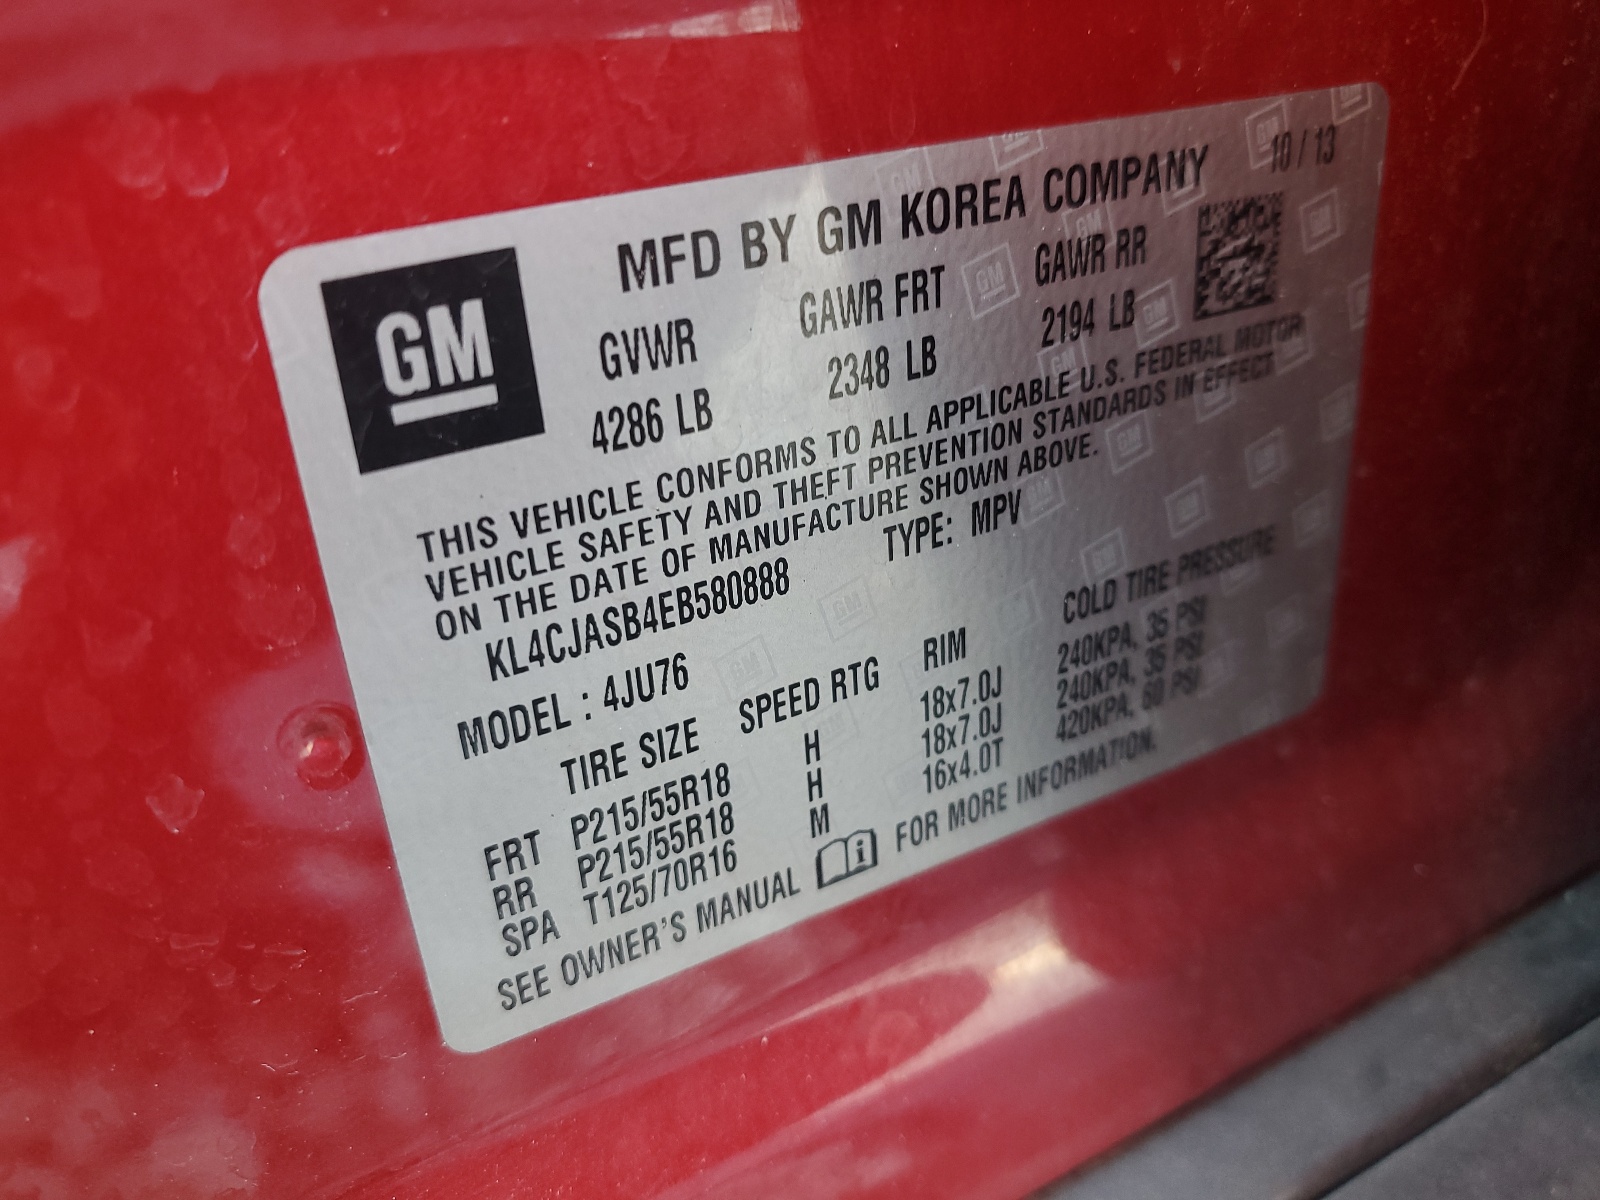 10 / 13
MFD BY GM KOREA COMPANY
GM
GVWR GAWR FRT GAWR RR
4286 LB 2348 LB 2194 LB
THIS VEHICLE CONFORMS TO ALL APPLICABLE U.S. FEDERAL MOTOR
VEHICLE SAFETY AND THEFT PREVENTION STANDARDS IN EFFECT
ON THE DATE OF MANUFACTURE SHOWN ABOVE.
KL4CJASB4EB580888 TYPE: MPV
MODEL : 4JU76
TIRE SIZE SPEED RTG RIM COLD TIRE PRESSURE
FRT P215/55R18 H 18x7.0J 240KPA, 35 PSI
RR P215/55R18 H 18x7.0J 240KPA, 35 PSI
SPA T125/70R16 M 16x4.0T 420KPA, 60 PSI
SEE OWNER'S MANUAL i FOR MORE INFORMATION.